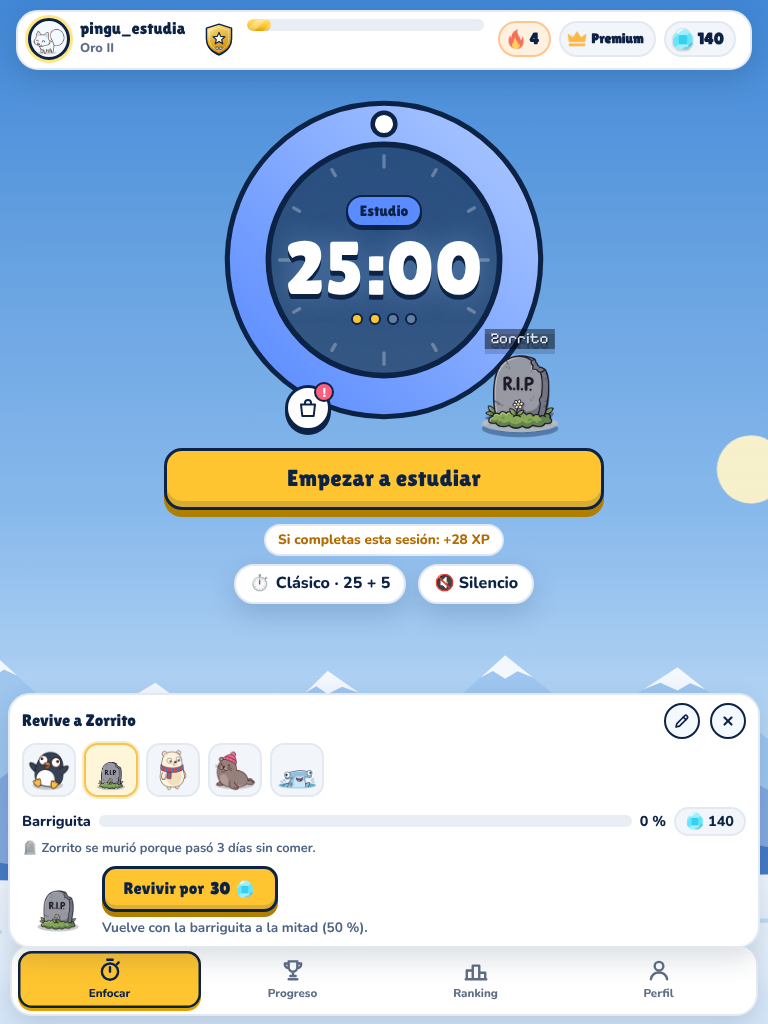 pingu_estudia
Oro II
4
Premium
140
Estudio
25:00
Zorrito
R.I.P.
!
Empezar a estudiar
Si completas esta sesión: +28 XP
Clásico · 25 + 5
Silencio
Revive a Zorrito
R.I.P
Barriguita
0 %
140
Zorrito se murió porque pasó 3 días sin comer.
R.I.P
Revivir por 30
Vuelve con la barriguita a la mitad (50 %).
Enfocar
Progreso
Ranking
Perfil